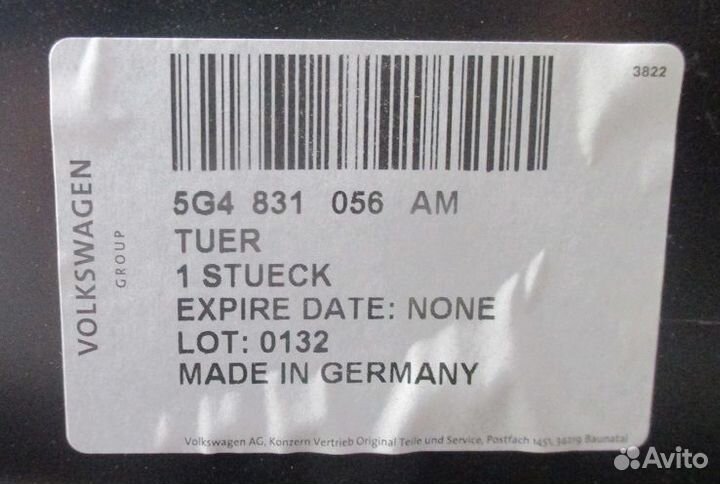 3822
VOLKSWAGEN
GROUP
5G4 831 056 AM
TUER
1 STUECK
EXPIRE DATE: NONE
LOT: 0132
MADE IN GERMANY
Volkswagen AG, Konzern Vertrieb Original Teile und Service, Postfach 1451, 34219 Baunatal
Avito